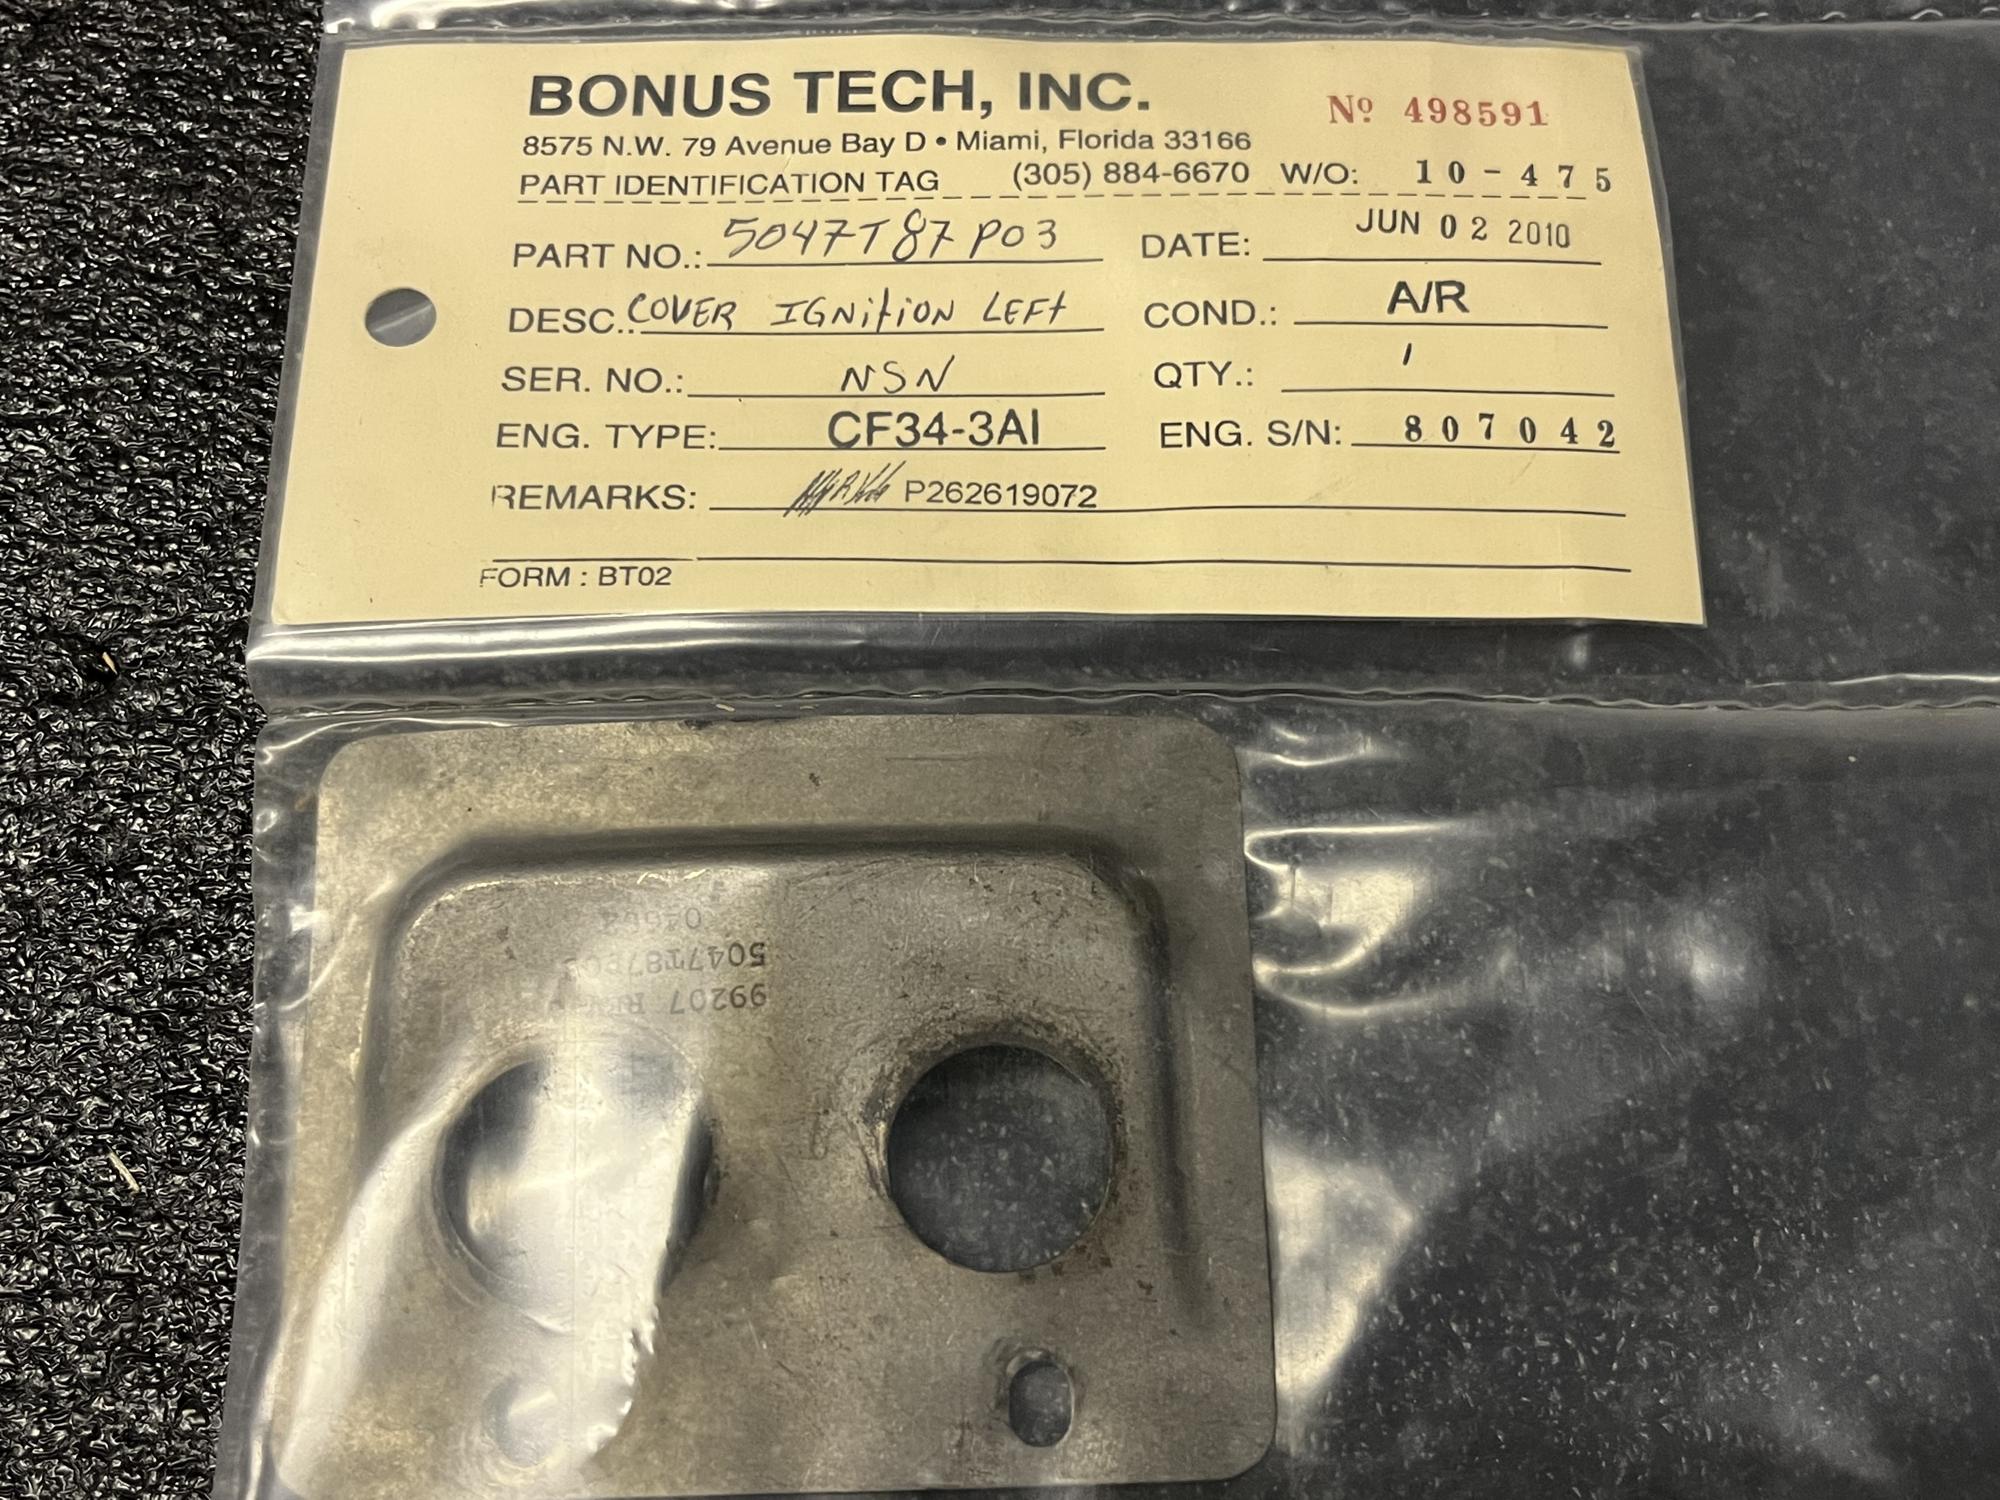 BONUS TECH, INC.
Nº 498591
8575 N.W. 79 Avenue Bay D • Miami, Florida 33166
PART IDENTIFICATION TAG (305) 884-6670 W/O: 10-475
PART NO.: 5047T87P03 DATE: JUN 02 2010
DESC.: COVER IGNITION LEFT COND.: A/R
SER. NO.: NSN QTY.: 1
ENG. TYPE: CF34-3A1 ENG. S/N: 807042
REMARKS: P262619072
FORM : BT02
99207